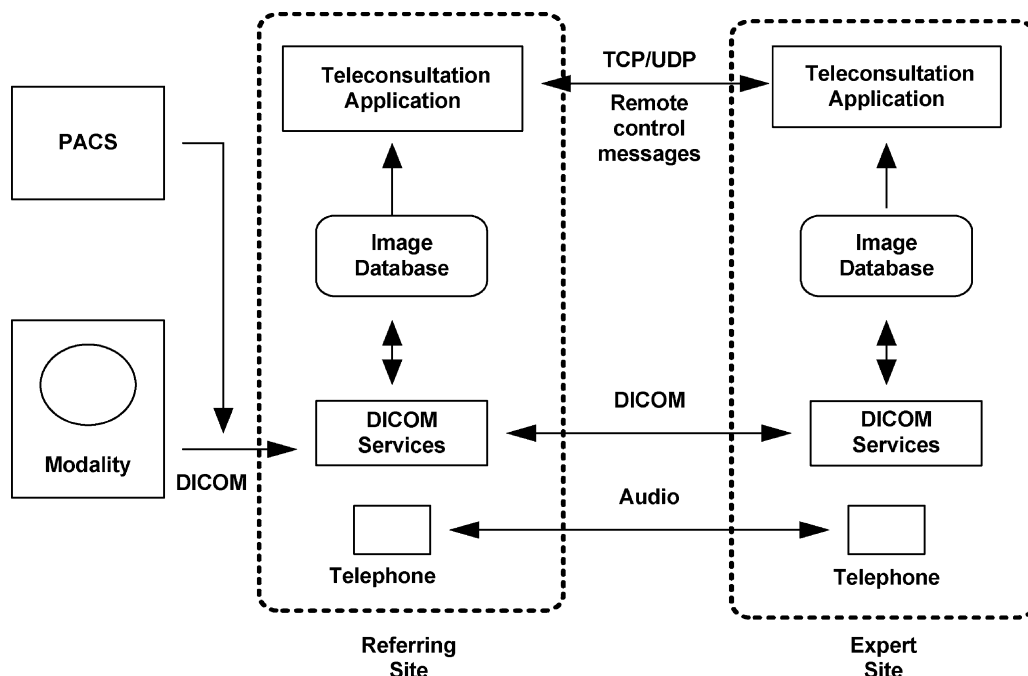 PACS
Modality
DICOM
Teleconsultation
Application
Image
Database
DICOM
Services
Telephone
Referring
Site
TCP/UDP
Remote
control
messages
DICOM
Audio
Teleconsultation
Application
Image
Database
DICOM
Services
Telephone
Expert
Site